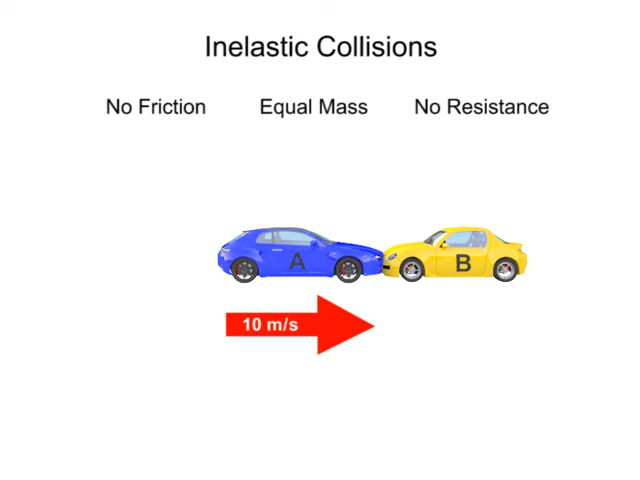 Inelastic Collisions
No Friction Equal Mass No Resistance
A B
10 m/s